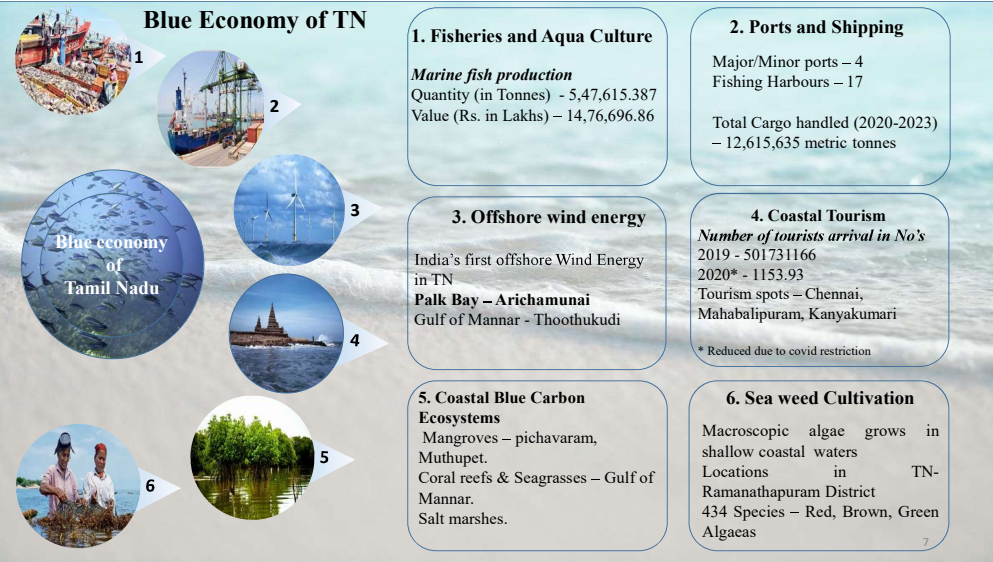 Blue Economy of TN
1
2
3
4
5
6
Blue economy
of
Tamil Nadu
1. Fisheries and Aqua Culture
Marine fish production
Quantity (in Tonnes) - 5,47,615.387
Value (Rs. in Lakhs) – 14,76,696.86
2. Ports and Shipping
Major/Minor ports – 4
Fishing Harbours – 17
Total Cargo handled (2020-2023)
– 12,615,635 metric tonnes
3. Offshore wind energy
India's first offshore Wind Energy
in TN
Palk Bay – Arichamunai
Gulf of Mannar - Thoothukudi
4. Coastal Tourism
Number of tourists arrival in No's
2019 - 501731166
2020* - 1153.93
Tourism spots – Chennai,
Mahabalipuram, Kanyakumari
* Reduced due to covid restriction
5. Coastal Blue Carbon
Ecosystems
Mangroves – pichavaram,
Muthupet.
Coral reefs & Seagrasses – Gulf of
Mannar.
Salt marshes.
6. Sea weed Cultivation
Macroscopic algae grows in
shallow coastal waters
Locations in TN-
Ramanathapuram District
434 Species – Red, Brown, Green
Algaeas
7